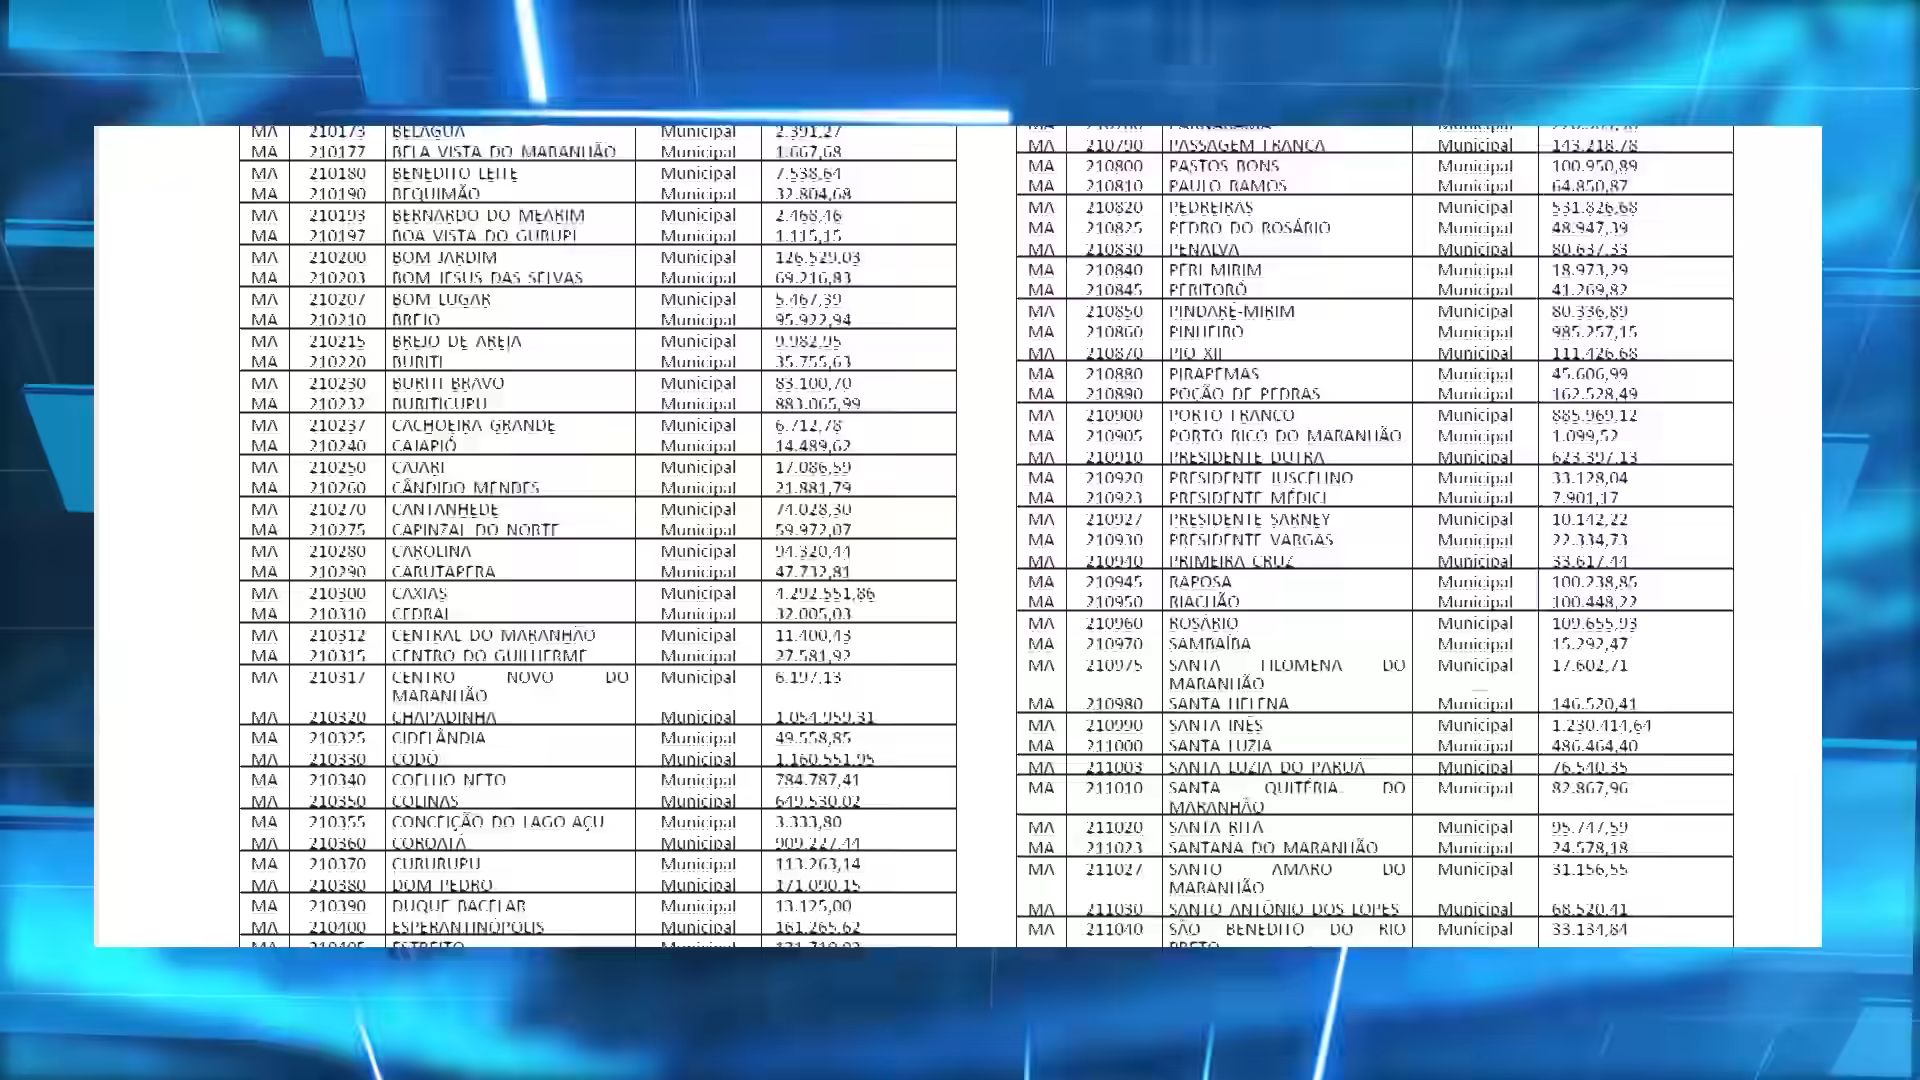 MA 210173 BELÁGUA Municipal 2.391,27
MA 210177 BELA VISTA DO MARANHÃO Municipal 1.667,68
MA 210180 BENEDITO LEITE Municipal 7.538,64
MA 210190 BEQUIMÃO Municipal 32.804,68
MA 210193 BERNARDO DO MEARIM Municipal 2.468,46
MA 210197 BOA VISTA DO GURUPI Municipal 1.115,15
MA 210200 BOM JARDIM Municipal 126.529,03
MA 210203 BOM JESUS DAS SELVAS Municipal 69.216,83
MA 210207 BOM LUGAR Municipal 5.467,39
MA 210210 BREJO Municipal 95.922,94
MA 210215 BREJO DE AREIA Municipal 9.982,95
MA 210220 BURITI Municipal 35.755,63
MA 210230 BURITI BRAVO Municipal 83.100,70
MA 210232 BURITICUPU Municipal 883.065,99
MA 210237 CACHOEIRA GRANDE Municipal 6.712,78
MA 210240 CAJAPIÓ Municipal 14.489,62
MA 210250 CAJARI Municipal 17.086,59
MA 210260 CÂNDIDO MENDES Municipal 21.881,79
MA 210270 CANTANHEDE Municipal 74.028,30
MA 210275 CAPINZAL DO NORTE Municipal 59.972,07
MA 210280 CAROLINA Municipal 94.320,44
MA 210290 CARUTAPERA Municipal 47.732,81
MA 210300 CAXIAS Municipal 4.292.551,86
MA 210310 CEDRAL Municipal 32.005,03
MA 210312 CENTRAL DO MARANHÃO Municipal 11.400,43
MA 210315 CENTRO DO GUILHERME Municipal 27.581,92
MA 210317 CENTRO NOVO DO Municipal 6.197,13
MARANHÃO
MA 210320 CHAPADINHA Municipal 1.054.959,31
MA 210325 CIDELÂNDIA Municipal 49.558,85
MA 210330 CODÓ Municipal 1.160.551,95
MA 210340 COELHO NETO Municipal 784.787,41
MA 210350 COLINAS Municipal 649.530,02
MA 210355 CONCEIÇÃO DO LAGO-AÇU Municipal 3.333,80
MA 210360 COROATÁ Municipal 909.227,44
MA 210370 CURURUPU Municipal 113.263,14
MA 210380 DOM PEDRO Municipal 171.090,15
MA 210390 DUQUE BACELAR Municipal 13.125,00
MA 210400 ESPERANTINÓPOLIS Municipal 161.265,62
MA 210405 ESTREITO Municipal
MA PARNARAMA Municipal
MA 210790 PASSAGEM FRANCA Municipal 143.218,78
MA 210800 PASTOS BONS Municipal 100.950,89
MA 210810 PAULO RAMOS Municipal 64.850,87
MA 210820 PEDREIRAS Municipal 531.826,68
MA 210825 PEDRO DO ROSÁRIO Municipal 48.947,39
MA 210830 PENALVA Municipal 80.637,33
MA 210840 PERI MIRIM Municipal 18.973,29
MA 210845 PERITORÓ Municipal 41.269,82
MA 210850 PINDARÉ-MIRIM Municipal 80.336,89
MA 210860 PINHEIRO Municipal 985.257,15
MA 210870 PIO XII Municipal 111.426,68
MA 210880 PIRAPEMAS Municipal 45.606,99
MA 210890 POÇÃO DE PEDRAS Municipal 162.528,49
MA 210900 PORTO FRANCO Municipal 885.969,12
MA 210905 PORTO RICO DO MARANHÃO Municipal 1.099,52
MA 210910 PRESIDENTE DUTRA Municipal 623.397,13
MA 210920 PRESIDENTE JUSCELINO Municipal 33.128,04
MA 210923 PRESIDENTE MÉDICI Municipal 7.901,17
MA 210927 PRESIDENTE SARNEY Municipal 10.142,22
MA 210930 PRESIDENTE VARGAS Municipal 22.334,73
MA 210940 PRIMEIRA CRUZ Municipal 33.617,44
MA 210945 RAPOSA Municipal 100.238,85
MA 210950 RIACHÃO Municipal 100.448,22
MA 210960 ROSÁRIO Municipal 109.655,93
MA 210970 SAMBAÍBA Municipal 15.292,47
MA 210975 SANTA FILOMENA DO Municipal 17.602,71
MARANHÃO
MA 210980 SANTA HELENA Municipal 146.520,41
MA 210990 SANTA INÊS Municipal 1.230.414,64
MA 211000 SANTA LUZIA Municipal 486.464,40
MA 211003 SANTA LUZIA DO PARUÁ Municipal 76.540,35
MA 211010 SANTA QUITÉRIA DO Municipal 82.867,96
MARANHÃO
MA 211020 SANTA RITA Municipal 95.747,59
MA 211023 SANTANA DO MARANHÃO Municipal 24.578,18
MA 211027 SANTO AMARO DO Municipal 31.156,55
MARANHÃO
MA 211030 SANTO ANTÔNIO DOS LOPES Municipal 68.520,41
MA 211040 SÃO BENEDITO DO RIO Municipal 33.134,84
PRETO